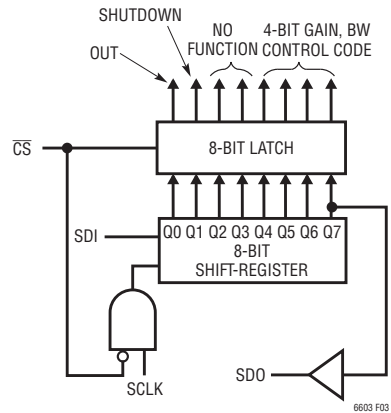 SHUTDOWN
OUT
NO
FUNCTION
4-BIT GAIN, BW
CONTROL CODE
CS
8-BIT LATCH
Q0 Q1 Q2 Q3 Q4 Q5 Q6 Q7
SDI
8-BIT
SHIFT-REGISTER
SCLK
SDO
6603 F03